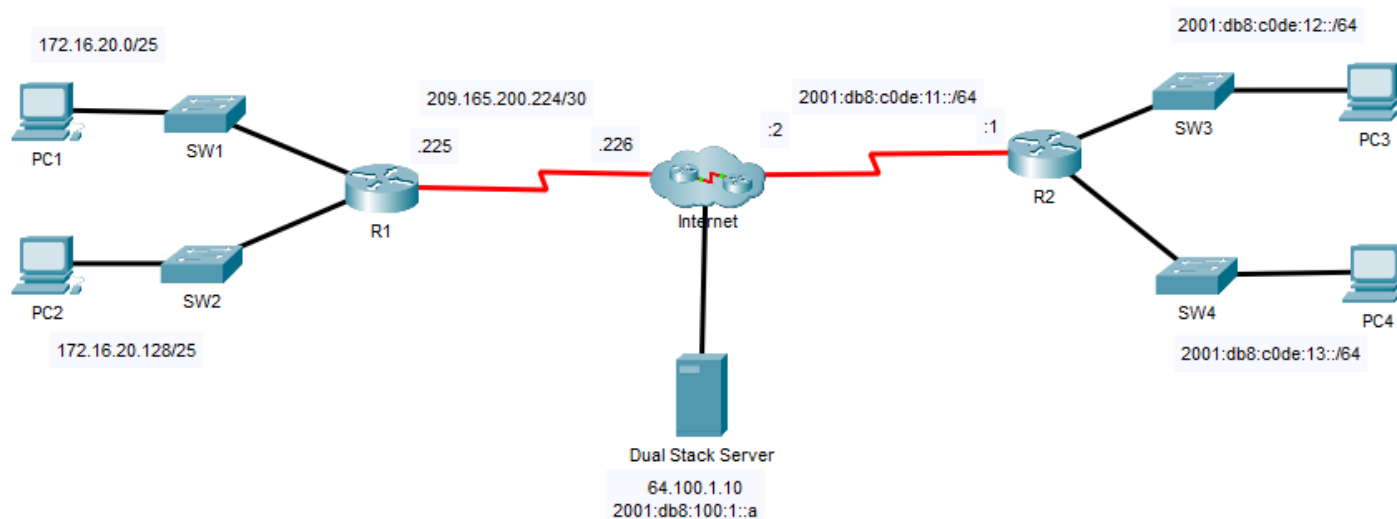 172.16.20.0/25
PC1
SW1
209.165.200.224/30
.225
.226
R1
PC2
SW2
172.16.20.128/25
Internet
2001:db8:c0de:11::/64
:2
:1
2001:db8:c0de:12::/64
SW3
PC3
R2
SW4
PC4
2001:db8:c0de:13::/64
Dual Stack Server
64.100.1.10
2001:db8:100:1::a